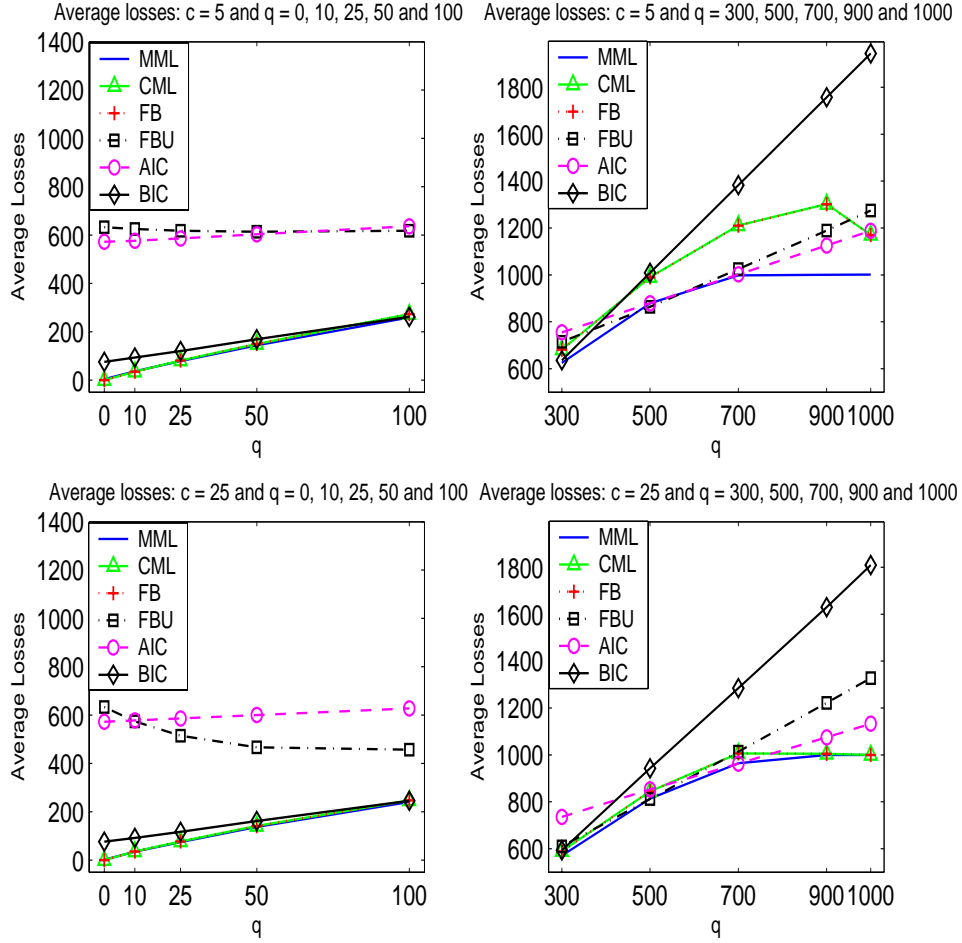 Average losses: c = 5 and q = 0, 10, 25, 50 and 100
1400
1200
1000
800
600
400
200
0
Average Losses
MML
CML
FB
FBU
AIC
BIC
0
10
25
50
100
q
Average losses: c = 5 and q = 300, 500, 700, 900 and 1000
1800
1600
1400
1200
1000
800
600
Average Losses
MML
CML
FB
FBU
AIC
BIC
300
500
700
900
1000
q
Average losses: c = 25 and q = 0, 10, 25, 50 and 100
1400
1200
1000
800
600
400
200
0
Average Losses
MML
CML
FB
FBU
AIC
BIC
0
10
25
50
100
q
Average losses: c = 25 and q = 300, 500, 700, 900 and 1000
1800
1600
1400
1200
1000
800
600
Average Losses
MML
CML
FB
FBU
AIC
BIC
300
500
700
900
1000
q